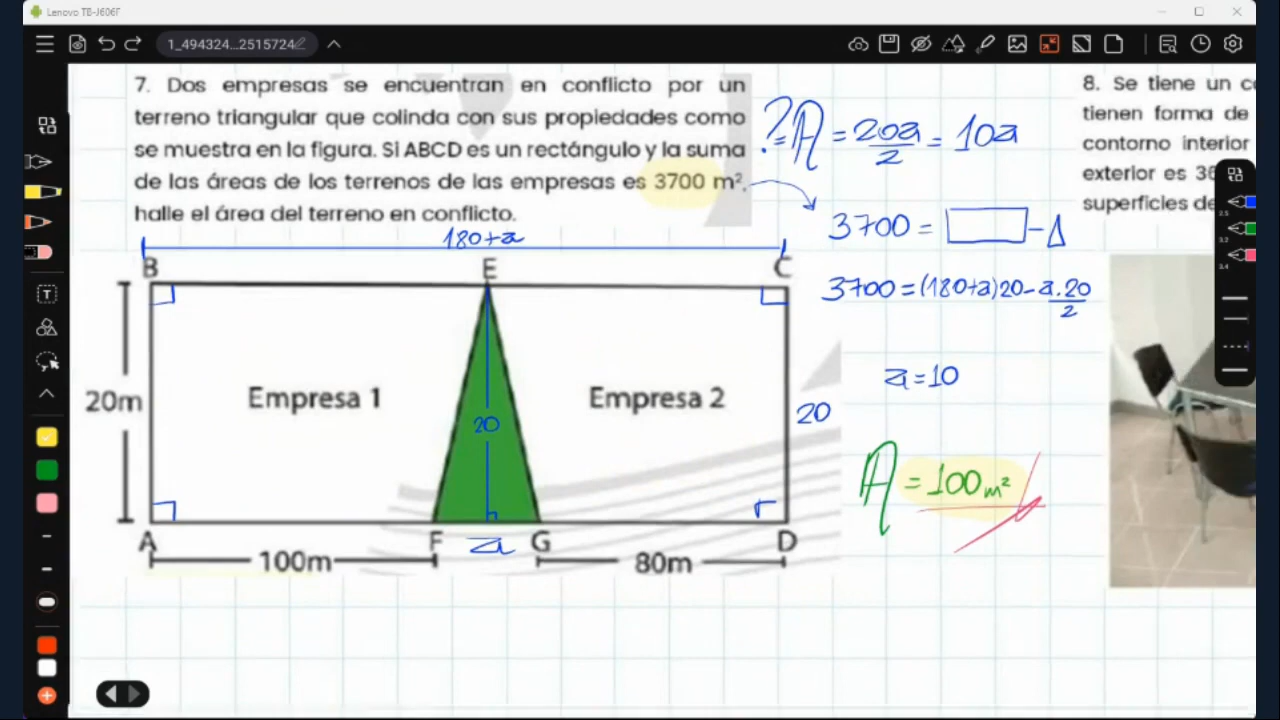 Lenovo TB-J606F
1_494324...2515724
7. Dos empresas se encuentran en conflicto por un
terreno triangular que colinda con sus propiedades como
se muestra en la figura. Si ABCD es un rectángulo y la suma
de las áreas de los terrenos de las empresas es 3700 m².
halle el área del terreno en conflicto.
180+a
B E C
20m
Empresa 1
Empresa 2
20
20
A F a G D
100m
80m
?=A = 20a/2 = 10a
3700 = □ - Δ
3700 = (180+a)20 - a.20/2
a=10
A = 100 m²
8. Se tiene un c
tienen forma de
contorno interior
exterior es 36
superficies de